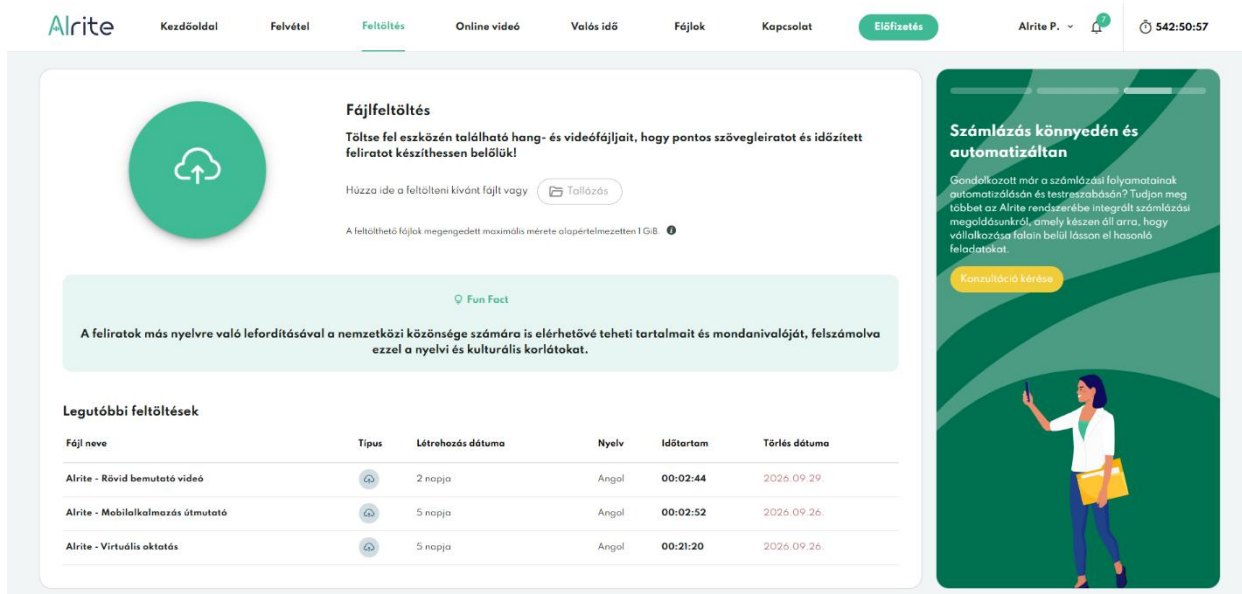 Alrite Kezdőoldal Felvétel Feltöltés Online videó Valós idő Fájlok Kapcsolat Előfizetés Alrite P. 7 542:50:57
Fájlfeltöltés
Töltse fel eszközén található hang- és videófájljait, hogy pontos szövegleiratot és időzített
feliratot készíthessen belőlük!
Húzza ide a feltölteni kívánt fájlt vagy Tallózás
A feltölthető fájlok megengedett maximális mérete alapértelmezetten 1 GiB.
Fun Fact
A feliratok más nyelvre való lefordításával a nemzetközi közönsége számára is elérhetővé teheti tartalmait és mondanivalóját, felszámolva
ezzel a nyelvi és kulturális korlátokat.
Legutóbbi feltöltések
Fájl neve Típus Létrehozás dátuma Nyelv Időtartam Törlés dátuma
Alrite - Rövid bemutató videó 2 napja Angol 00:02:44 2026.09.29.
Alrite - Mobilalkalmazás útmutató 5 napja Angol 00:02:52 2026.09.26.
Alrite - Virtuális oktatás 5 napja Angol 00:21:20 2026.09.26.
Számlázás könnyedén és
automatizáltan
Gondolkozott már a számlázási folyamatainak
automatizálásán és testreszabásán? Tudjon meg
többet az Alrite rendszerébe integrált számlázási
megoldásunkról, amely készen áll arra, hogy
vállalkozása falain belül lásson el hasonló
feladatokat.
Konzultáció kérése